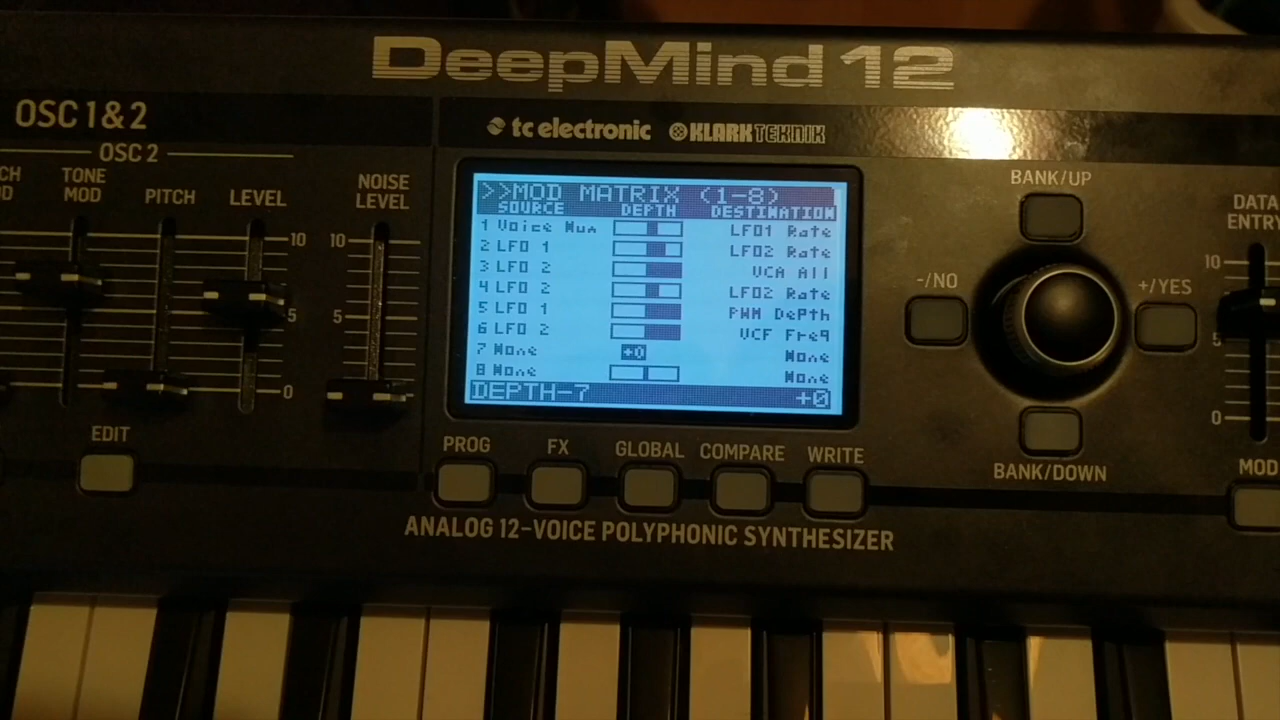 DeepMind 12
OSC 1 & 2
tc electronic KLARK TEKNIK
OSC 2
TONE MOD
PITCH
LEVEL
NOISE LEVEL
10
5
0
10
5
0
>>MOD MATRIX (1-8)
SOURCE DEPTH DESTINATION
1 Voice Num LFO1 Rate
2 LFO 1 LFO2 Rate
3 LFO 2 VCA All
4 LFO 2 LFO2 Rate
5 LFO 1 PWM Depth
6 LFO 2 VCF Freq
7 None +0 None
8 None None
DEPTH-7 +0
BANK/UP
-/NO
+/YES
BANK/DOWN
DATA ENTRY
10
5
0
MOD
EDIT
PROG FX GLOBAL COMPARE WRITE
ANALOG 12-VOICE POLYPHONIC SYNTHESIZER